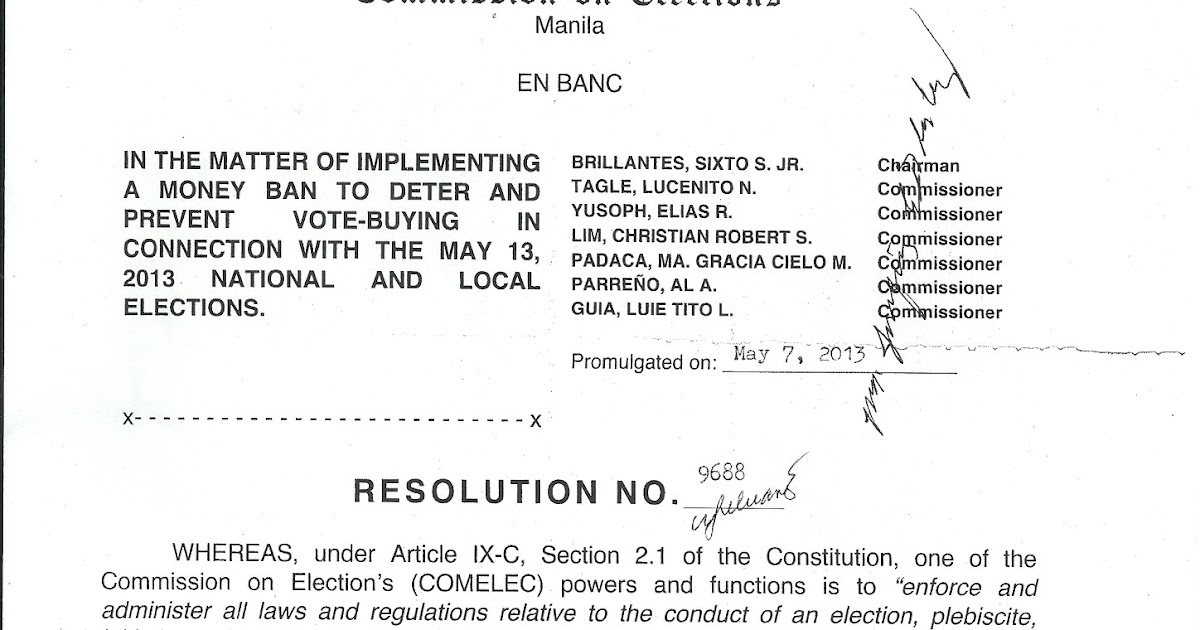 Commission on Elections
Manila
EN BANC
IN THE MATTER OF IMPLEMENTING
A MONEY BAN TO DETER AND
PREVENT VOTE-BUYING IN
CONNECTION WITH THE MAY 13,
2013 NATIONAL AND LOCAL
ELECTIONS.
BRILLANTES, SIXTO S. JR. Chairman
TAGLE, LUCENITO N. Commissioner
YUSOPH, ELIAS R. Commissioner
LIM, CHRISTIAN ROBERT S. Commissioner
PADACA, MA. GRACIA CIELO M. Commissioner
PARREÑO, AL A. Commissioner
GUIA, LUIE TITO L. Commissioner
Promulgated on: May 7, 2013
x- - - - - - - - - - - - - - - - - - - - - - - - - - - - x
RESOLUTION NO. 9688
WHEREAS, under Article IX-C, Section 2.1 of the Constitution, one of the
Commission on Election's (COMELEC) powers and functions is to "enforce and
administer all laws and regulations relative to the conduct of an election, plebiscite,